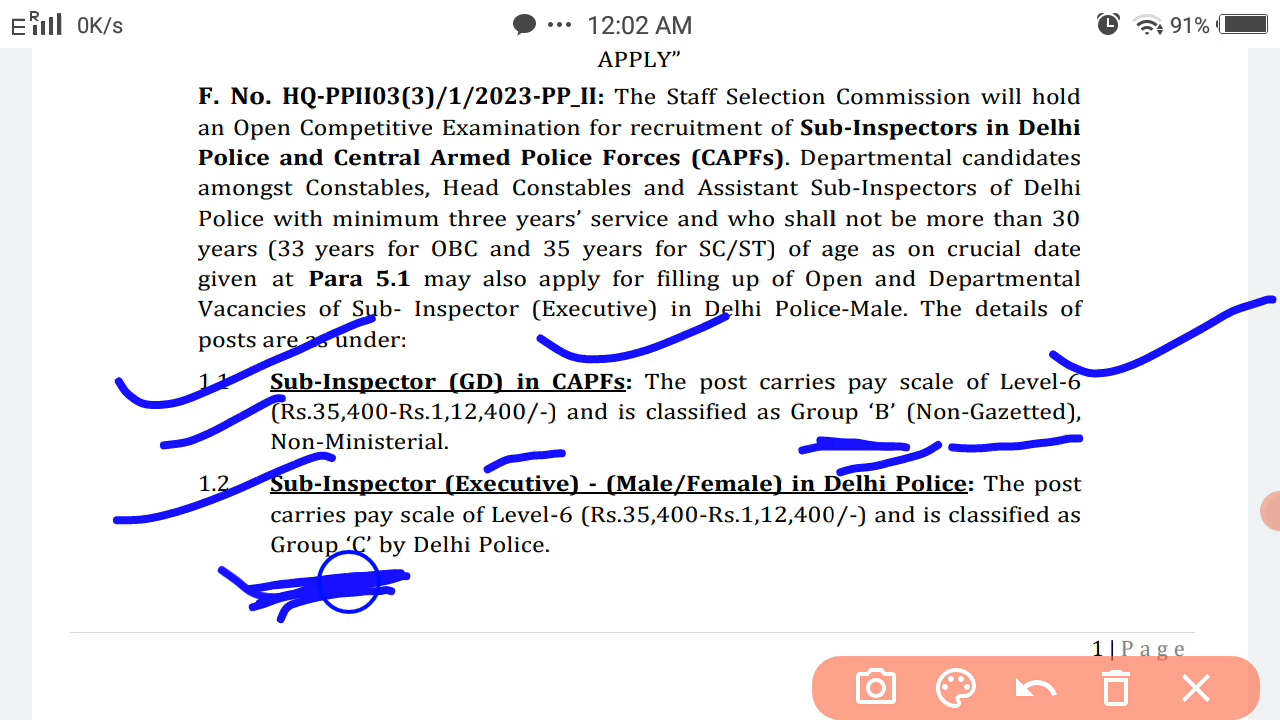 E R 0K/s 12:02 AM 91%
APPLY”
F. No. HQ-PPII03(3)/1/2023-PP_II: The Staff Selection Commission will hold
an Open Competitive Examination for recruitment of Sub-Inspectors in Delhi
Police and Central Armed Police Forces (CAPFs). Departmental candidates
amongst Constables, Head Constables and Assistant Sub-Inspectors of Delhi
Police with minimum three years’ service and who shall not be more than 30
years (33 years for OBC and 35 years for SC/ST) of age as on crucial date
given at Para 5.1 may also apply for filling up of Open and Departmental
Vacancies of Sub- Inspector (Executive) in Delhi Police-Male. The details of
posts are as under:
1.1 Sub-Inspector (GD) in CAPFs: The post carries pay scale of Level-6
(Rs.35,400-Rs.1,12,400/-) and is classified as Group ‘B’ (Non-Gazetted),
Non-Ministerial.
1.2 Sub-Inspector (Executive) - (Male/Female) in Delhi Police: The post
carries pay scale of Level-6 (Rs.35,400-Rs.1,12,400/-) and is classified as
Group ‘C’ by Delhi Police.
1 | P a g e